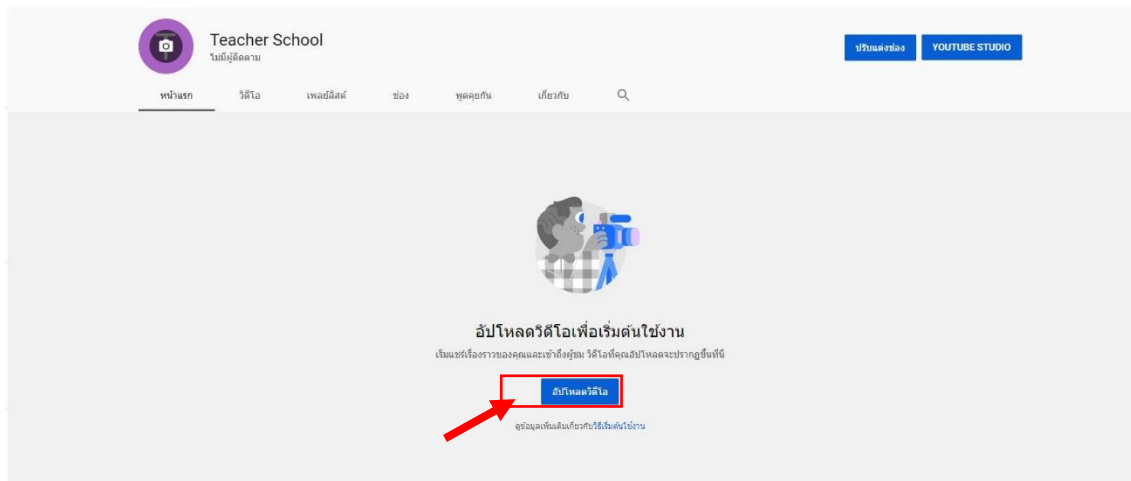 Teacher School
ไม่มีผู้ติดตาม
ปรับแต่งช่อง
YOUTUBE STUDIO
หน้าแรก วิดีโอ เพลย์ลิสต์ ช่อง พูดคุยกัน เกี่ยวกับ
อัปโหลดวิดีโอเพื่อเริ่มต้นใช้งาน
เริ่มแชร์เรื่องราวของคุณและเข้าถึงผู้ชม วิดีโอที่คุณอัปโหลดจะปรากฏขึ้นที่นี่
อัปโหลดวิดีโอ
ดูข้อมูลเพิ่มเติมเกี่ยวกับวิธีเริ่มต้นใช้งาน